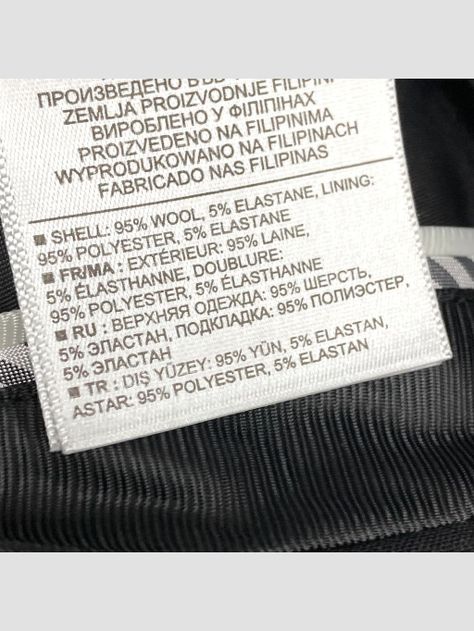 ПРОИЗВЕДЕНО В
ZEMLJA PROIZVODNJE FILIPINI
ВИРОБЛЕНО У ФІЛІПІНАХ
PROIZVEDENO NA FILIPINIMA
WYPRODUKOWANO NA FILIPINACH
FABRICADO NAS FILIPINAS
■ SHELL: 95% WOOL, 5% ELASTANE, LINING:
95% POLYESTER, 5% ELASTANE
■ FR/MA : EXTÉRIEUR: 95% LAINE,
5% ÉLASTHANNE, DOUBLURE:
95% POLYESTER, 5% ÉLASTHANNE
■ RU : ВЕРХНЯЯ ОДЕЖДА: 95% ШЕРСТЬ,
5% ЭЛАСТАН, ПОДКЛАДКА: 95% ПОЛИЭСТЕР,
5% ЭЛАСТАН
■ TR : DIŞ YÜZEY: 95% YÜN, 5% ELASTAN,
ASTAR: 95% POLYESTER, 5% ELASTAN